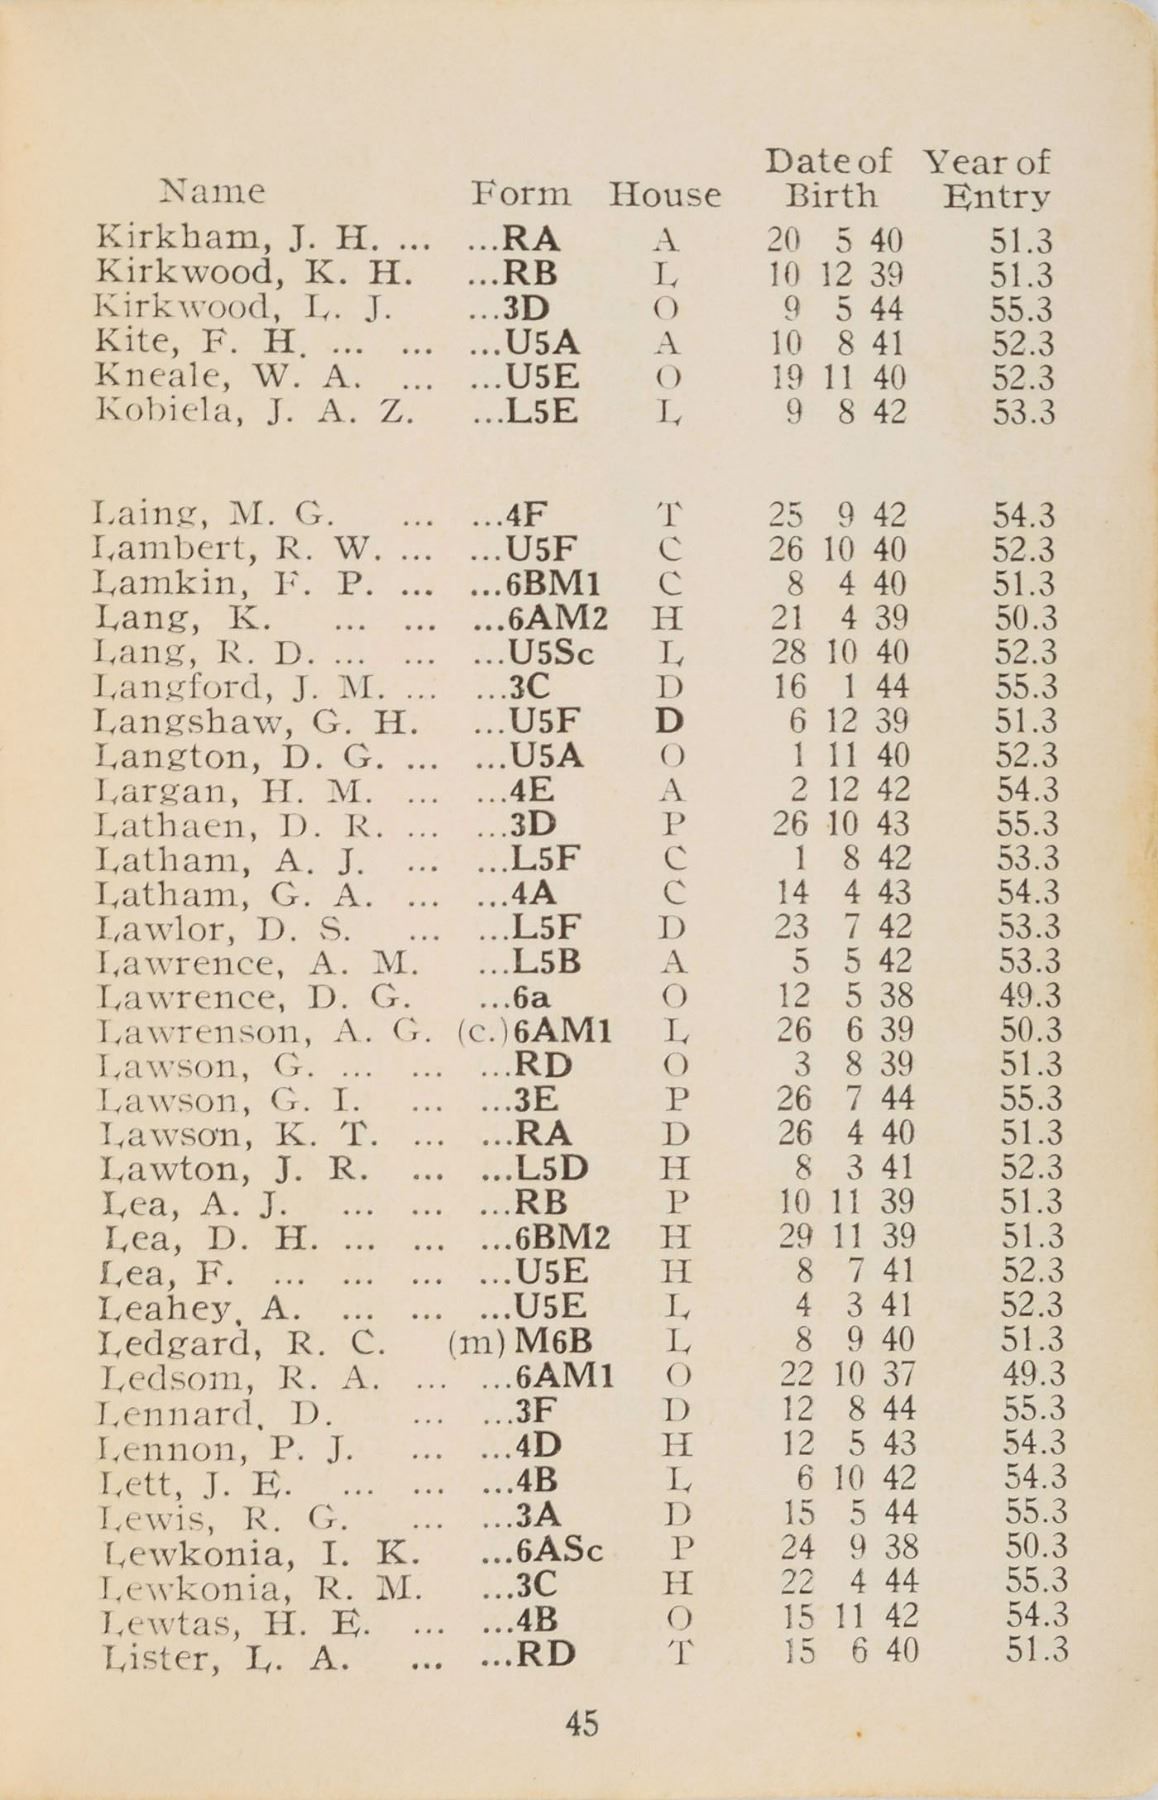 Date of Year of
Name Form House Birth Entry
Kirkham, J. H. ... ...RA A 20 5 40 51.3
Kirkwood, K. H. ...RB L 10 12 39 51.3
Kirkwood, L. J. ...3D O 9 5 44 55.3
Kite, F. H. ... ... ...U5A A 10 8 41 52.3
Kneale, W. A. ... ...U5E O 19 11 40 52.3
Kobiela, J. A. Z. ...L5E L 9 8 42 53.3
Laing, M. G. ... ...4F T 25 9 42 54.3
Lambert, R. W. ... ...U5F C 26 10 40 52.3
Lamkin, F. P. ... ...6BM1 C 8 4 40 51.3
Lang, K. ... ... ...6AM2 H 21 4 39 50.3
Lang, R. D. ... ... ...U5Sc L 28 10 40 52.3
Langford, J. M. ... ...3C D 16 1 44 55.3
Langshaw, G. H. ...U5F D 6 12 39 51.3
Langton, D. G. ... ...U5A O 1 11 40 52.3
Largan, H. M. ... ...4E A 2 12 42 54.3
Lathaen, D. R. ... ...3D P 26 10 43 55.3
Latham, A. J. ... ...L5F C 1 8 42 53.3
Latham, G. A. ... ...4A C 14 4 43 54.3
Lawlor, D. S. ... ...L5F D 23 7 42 53.3
Lawrence, A. M. ...L5B A 5 5 42 53.3
Lawrence, D. G. ...6a O 12 5 38 49.3
Lawrenson, A. G. (c.)6AM1 L 26 6 39 50.3
Lawson, G. ... ... ...RD O 3 8 39 51.3
Lawson, G. I. ... ...3E P 26 7 44 55.3
Lawson, K. T. ... ...RA D 26 4 40 51.3
Lawton, J. R. ... ...L5D H 8 3 41 52.3
Lea, A. J. ... ... ...RB P 10 11 39 51.3
Lea, D. H. ... ... ...6BM2 H 29 11 39 51.3
Lea, F. ... ... ... ...U5E H 8 7 41 52.3
Leahey, A. ... ... ...U5E L 4 3 41 52.3
Ledgard, R. C. (m) M6B L 8 9 40 51.3
Ledsom, R. A. ... ...6AM1 O 22 10 37 49.3
Lennard, D. ... ...3F D 12 8 44 55.3
Lennon, P. J. ... ...4D H 12 5 43 54.3
Lett, J. E. ... ... ...4B L 6 10 42 54.3
Lewis, R. G. ... ...3A D 15 5 44 55.3
Lewkonia, I. K. ...6ASc P 24 9 38 50.3
Lewkonia, R. M. ...3C H 22 4 44 55.3
Lewtas, H. E. ... ...4B O 15 11 42 54.3
Lister, L. A. ... ...RD T 15 6 40 51.3
45